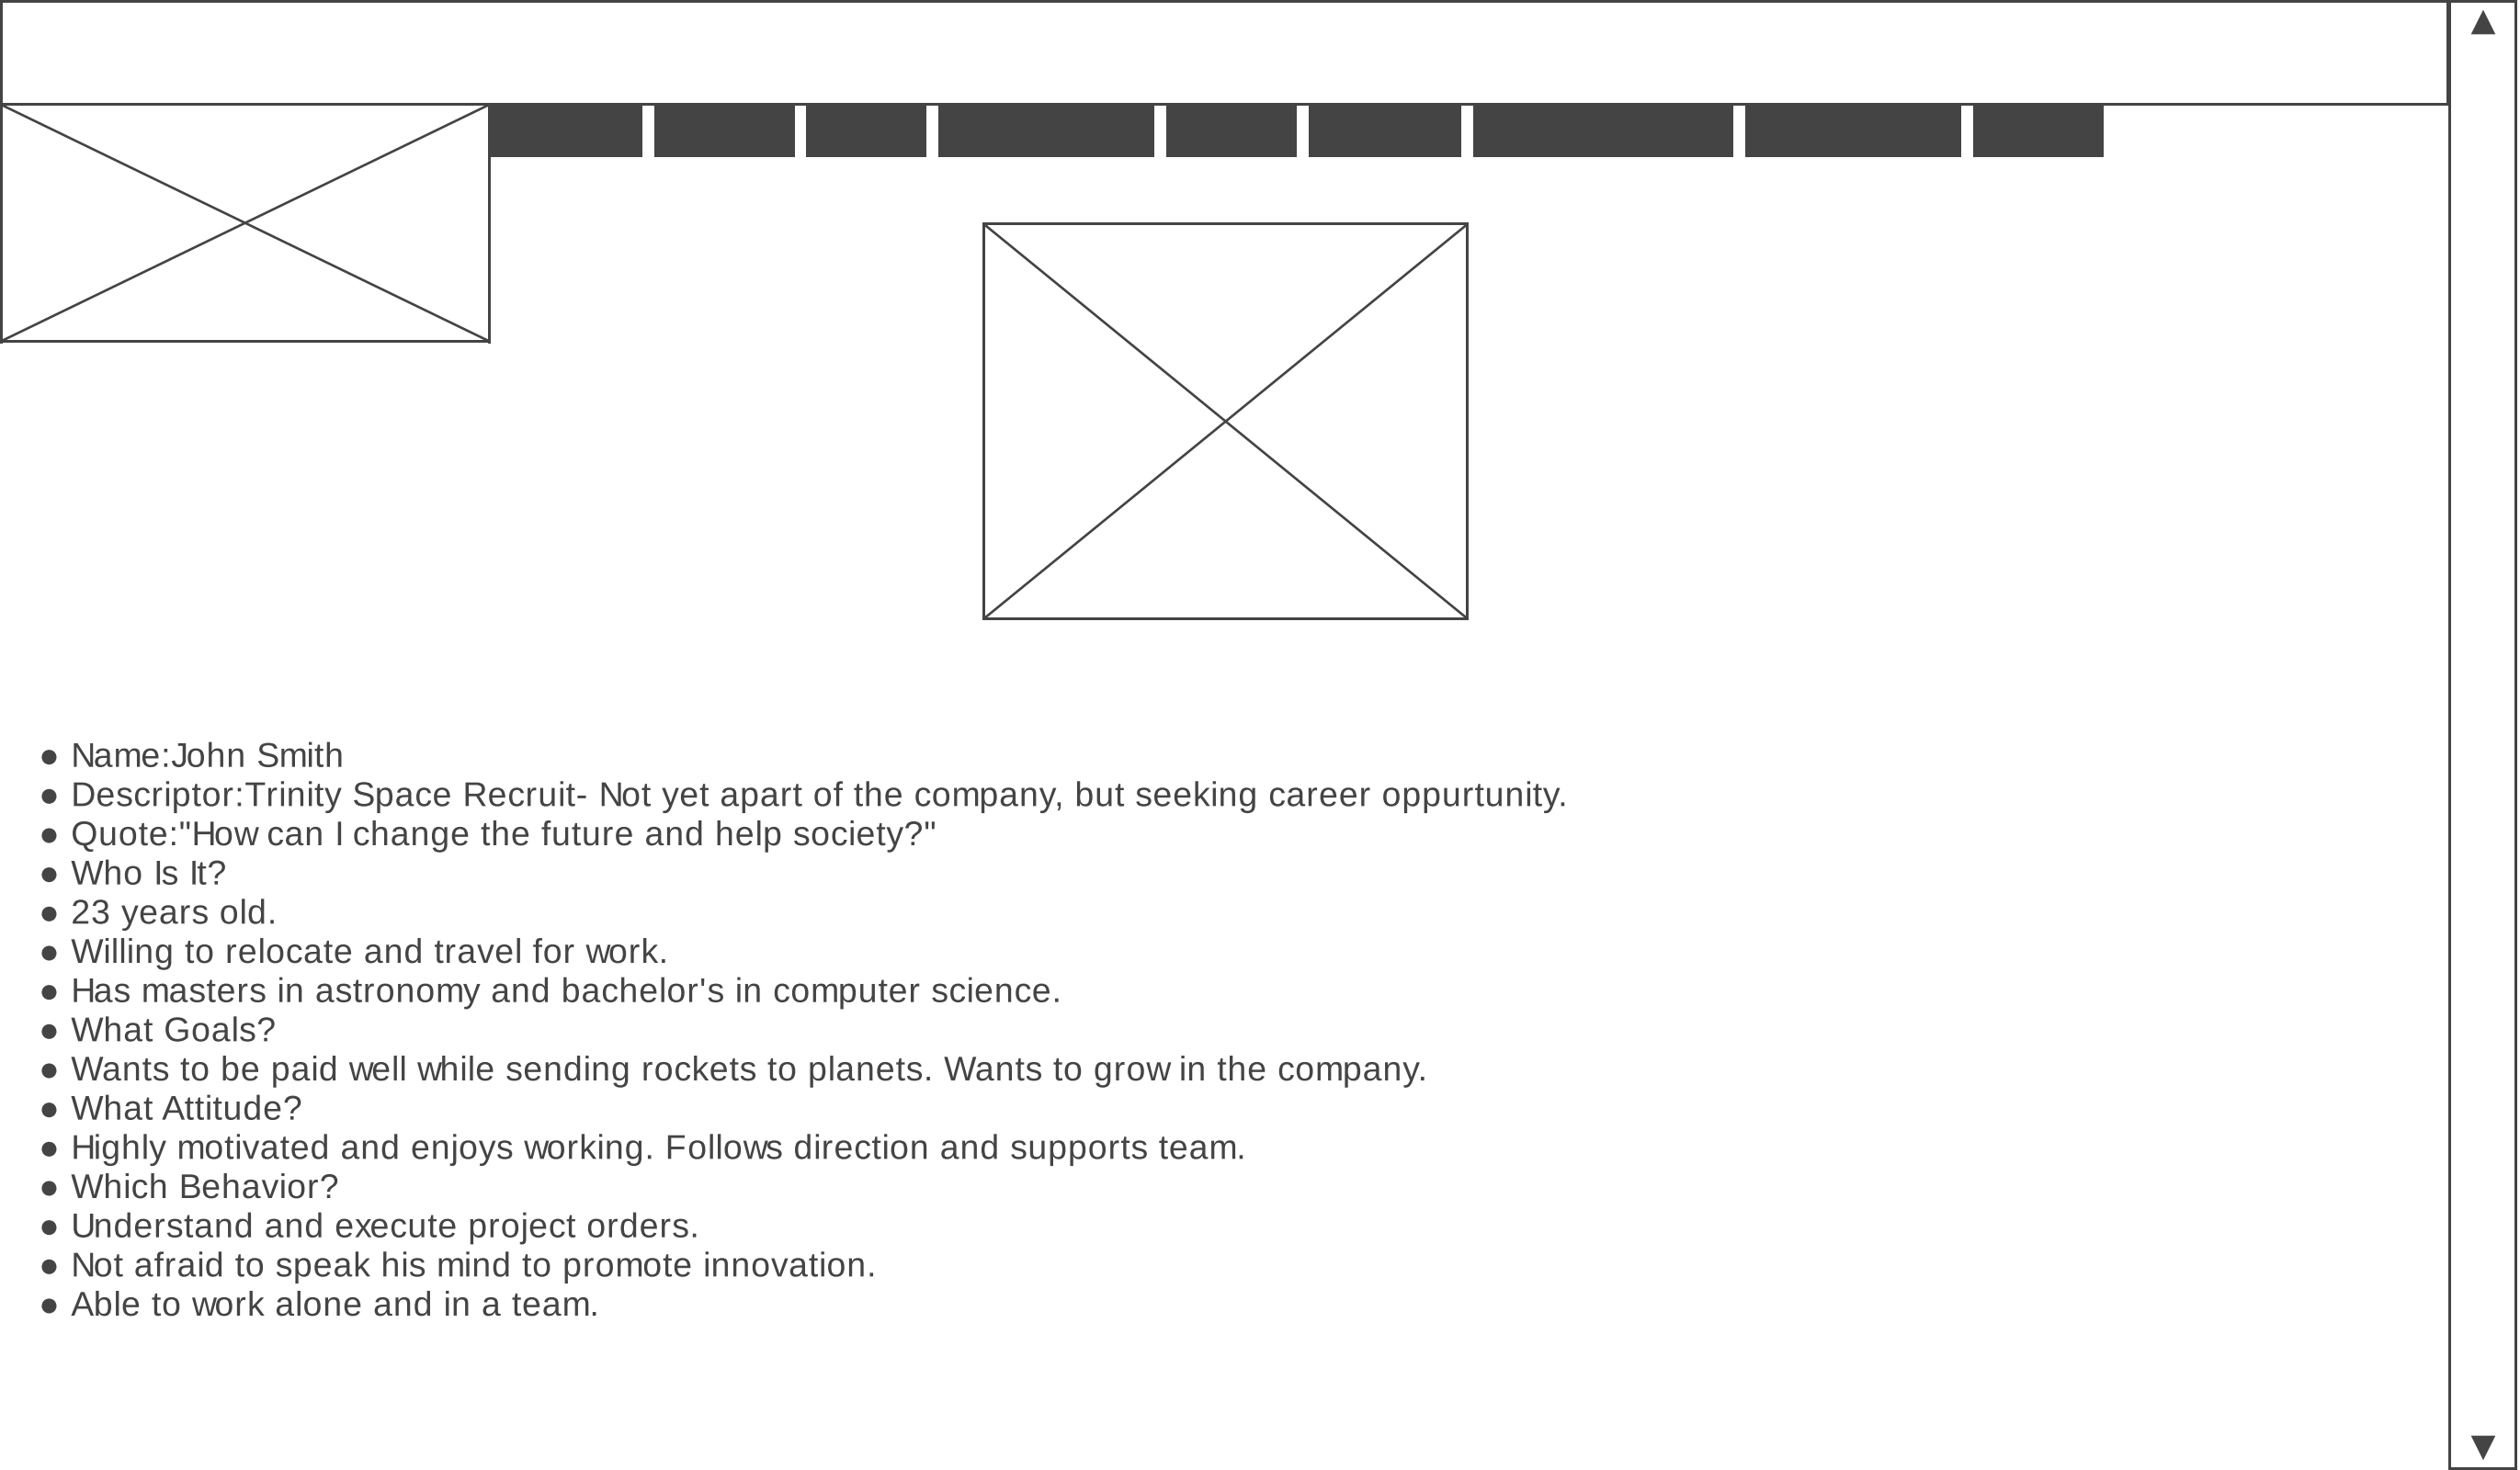 ● Name:John Smith
● Descriptor:Trinity Space Recruit- Not yet apart of the company, but seeking career oppurtunity.
● Quote:"How can I change the future and help society?"
● Who Is It?
● 23 years old.
● Willing to relocate and travel for work.
● Has masters in astronomy and bachelor's in computer science.
● What Goals?
● Wants to be paid well while sending rockets to planets. Wants to grow in the company.
● What Attitude?
● Highly motivated and enjoys working. Follows direction and supports team.
● Which Behavior?
● Understand and execute project orders.
● Not afraid to speak his mind to promote innovation.
● Able to work alone and in a team.